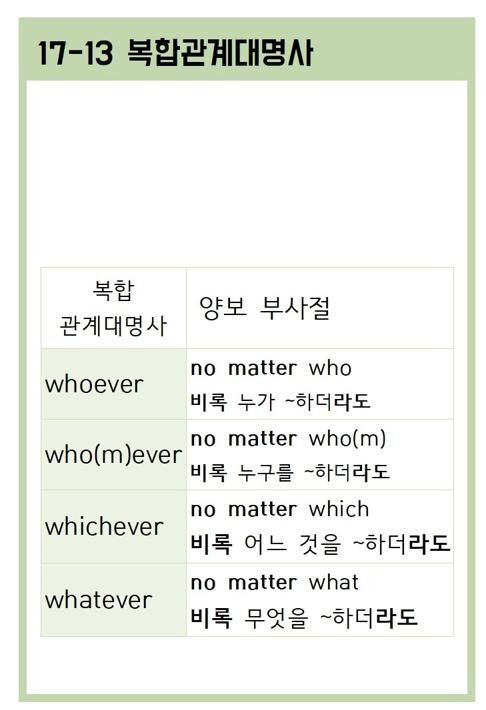 17-13 복합관계대명사
복합
관계대명사
양보 부사절
whoever
no matter who
비록 누가 ~하더라도
who(m)ever
no matter who(m)
비록 누구를 ~하더라도
whichever
no matter which
비록 어느 것을 ~하더라도
whatever
no matter what
비록 무엇을 ~하더라도